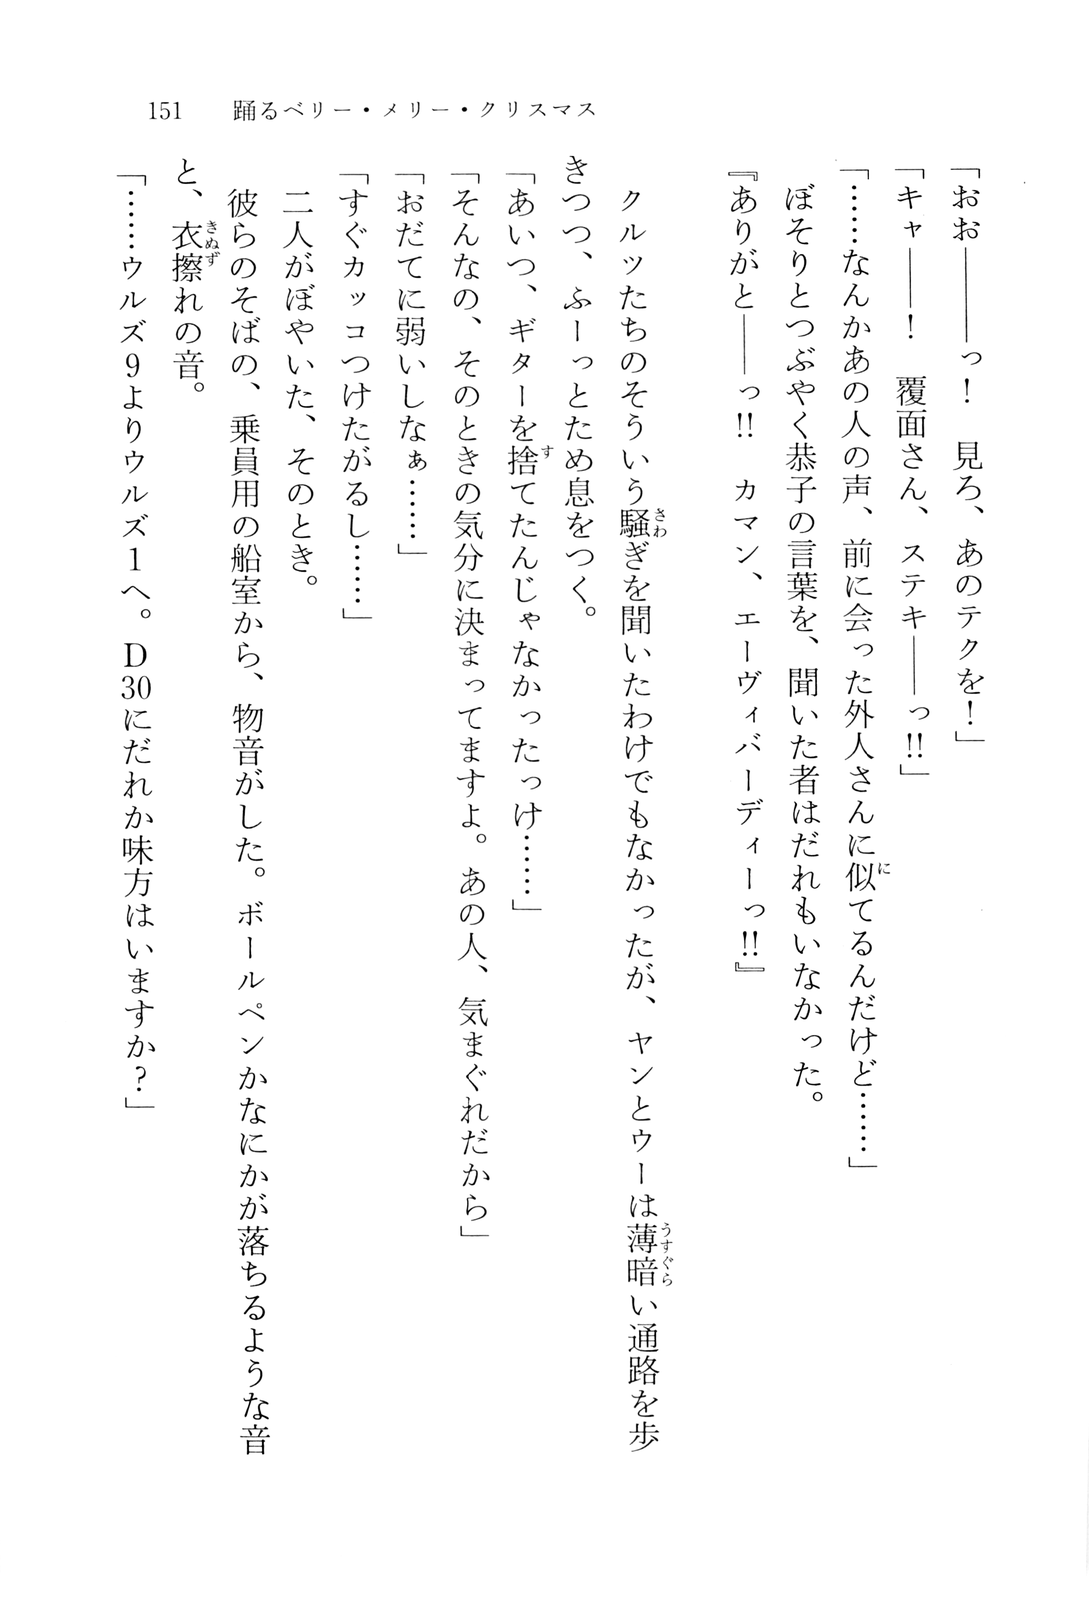 151　踊るベリー・メリー・クリスマス
「おお――――っ！　見ろ、あのテクを！」
「キャ――！　覆面さん、ステキ――っ!!」
「……なんかあの人の声、前に会った外人さんに似てるんだけど……」
ぼそりとつぶやく恭子の言葉を、聞いた者はだれもいなかった。
『ありがと――っ!!　カマン、エーヴィバーディーっ!!』
クルツたちのそういう騒ぎを聞いたわけでもなかったが、ヤンとウーは薄暗い通路を歩
きつつ、ふーっとため息をつく。
「あいつ、ギターを捨てたんじゃなかったっけ……」
「そんなの、そのときの気分に決まってますよ。あの人、気まぐれだから」
「おだてに弱いしなぁ……」
「すぐカッコつけたがるし……」
二人がぼやいた、そのとき。
彼らのそばの、乗員用の船室から、物音がした。ボールペンかなにかが落ちるような音
と、衣擦れの音。
「……ウルズ9よりウルズ1へ。D30にだれか味方はいますか？」